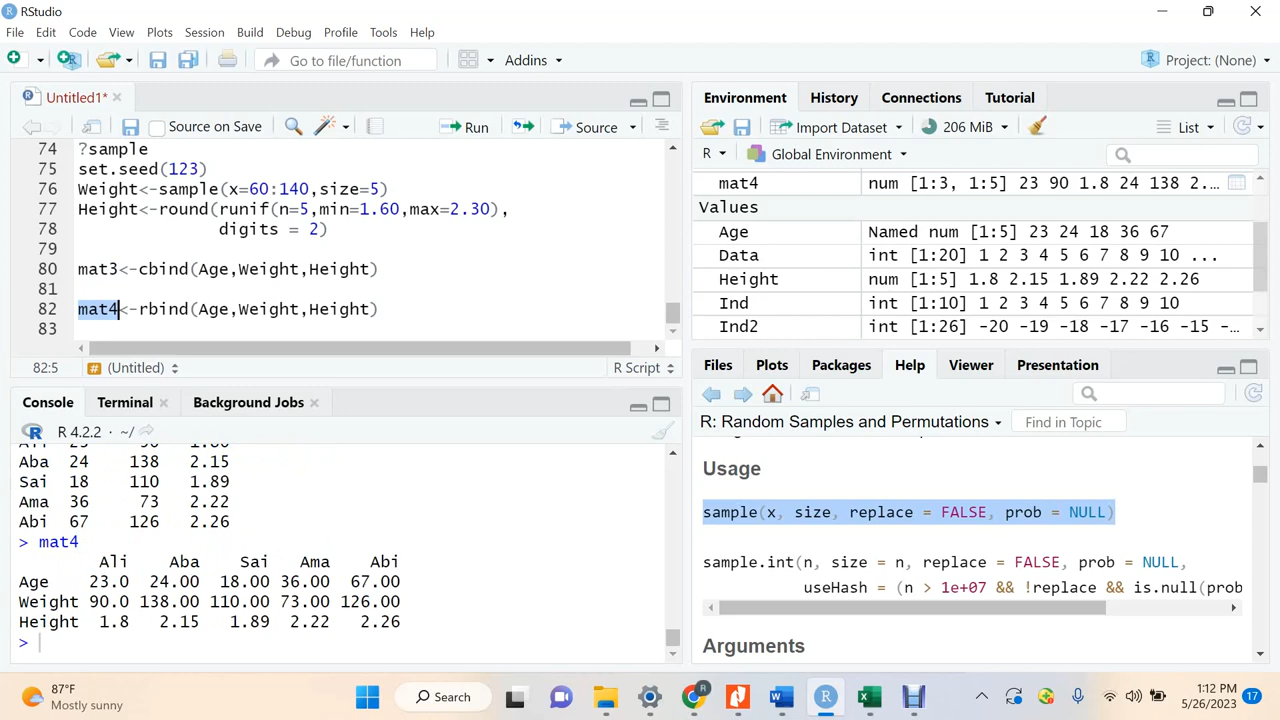 RStudio
File Edit Code View Plots Session Build Debug Profile Tools Help
Go to file/function Addins Project: (None)
Untitled1*
Source on Save Run Source
74 ?sample
75 set.seed(123)
76 Weight<-sample(x=60:140,size=5)
77 Height<-round(runif(n=5,min=1.60,max=2.30),
78 digits = 2)
79
80 mat3<-cbind(Age,Weight,Height)
81
82 mat4<-rbind(Age,Weight,Height)
83
82:5 (Untitled) R Script
Console Terminal Background Jobs
R 4.2.2 · ~/
Aba 24 138 2.15
Sai 18 110 1.89
Ama 36 73 2.22
Abi 67 126 2.26
> mat4
Ali Aba Sai Ama Abi
Age 23.0 24.00 18.00 36.00 67.00
Weight 90.0 138.00 110.00 73.00 126.00
Height 1.8 2.15 1.89 2.22 2.26
>
Environment History Connections Tutorial
Import Dataset 206 MiB List
R Global Environment
mat4 num [1:3, 1:5] 23 90 1.8 24 138 2...
Values
Age Named num [1:5] 23 24 18 36 67
Data int [1:20] 1 2 3 4 5 6 7 8 9 10 ...
Height num [1:5] 1.8 2.15 1.89 2.22 2.26
Ind int [1:10] 1 2 3 4 5 6 7 8 9 10
Ind2 int [1:26] -20 -19 -18 -17 -16 -15 -…
Files Plots Packages Help Viewer Presentation
R: Random Samples and Permutations Find in Topic
Usage
sample(x, size, replace = FALSE, prob = NULL)
sample.int(n, size = n, replace = FALSE, prob = NULL,
useHash = (n > 1e+07 && !replace && is.null(prob
Arguments
87°F
Mostly sunny
Search
1:12 PM
5/26/2023
17